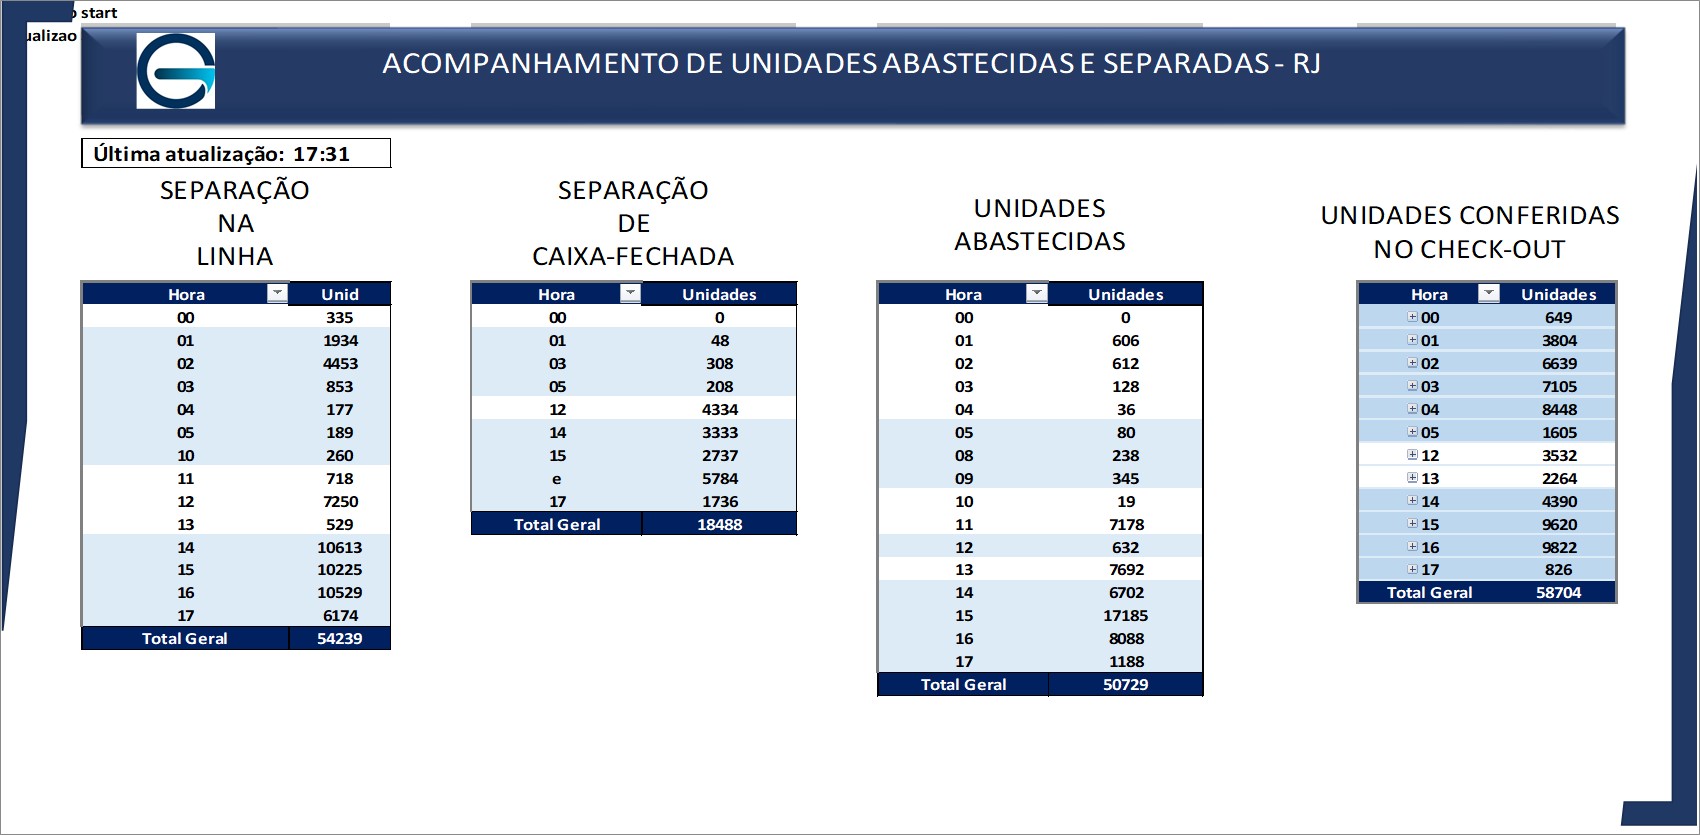 start
ualizao
ACOMPANHAMENTO DE UNIDADES ABASTECIDAS E SEPARADAS - RJ
Última atualização: 17:31
SEPARAÇÃO
NA
LINHA
Hora Unid
00 335
01 1934
02 4453
03 853
04 177
05 189
10 260
11 718
12 7250
13 529
14 10613
15 10225
16 10529
17 6174
Total Geral 54239
SEPARAÇÃO
DE
CAIXA-FECHADA
Hora Unidades
00 0
01 48
03 308
05 208
12 4334
14 3333
15 2737
e 5784
17 1736
Total Geral 18488
UNIDADES
ABASTECIDAS
Hora Unidades
00 0
01 606
02 612
03 128
04 36
05 80
08 238
09 345
10 19
11 7178
12 632
13 7692
14 6702
15 17185
16 8088
17 1188
Total Geral 50729
UNIDADES CONFERIDAS
NO CHECK-OUT
Hora Unidades
00 649
01 3804
02 6639
03 7105
04 8448
05 1605
12 3532
13 2264
14 4390
15 9620
16 9822
17 826
Total Geral 58704